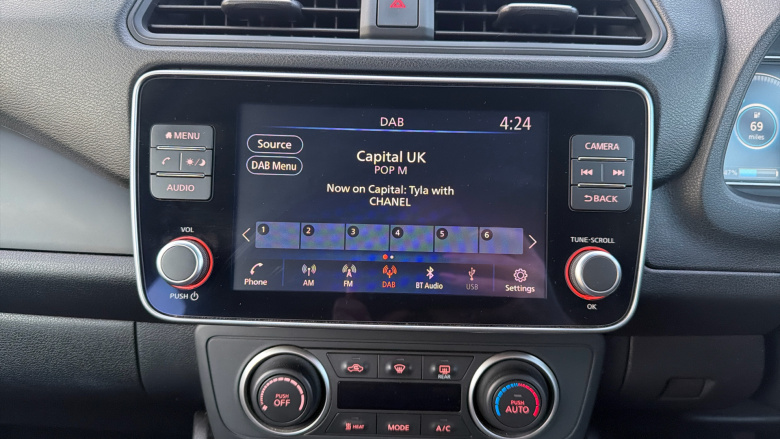 DAB
4:24
MENU
AUDIO
Source
DAB Menu
Capital UK
POP M
Now on Capital: Tyla with
CHANEL
CAMERA
BACK
1 2 3 4 5 6
VOL
PUSH
TUNE·SCROLL
OK
Phone
AM
FM
DAB
BT Audio
USB
Settings
69
miles
PUSH
OFF
REAR
HEAT
MODE
A/C
PUSH
AUTO